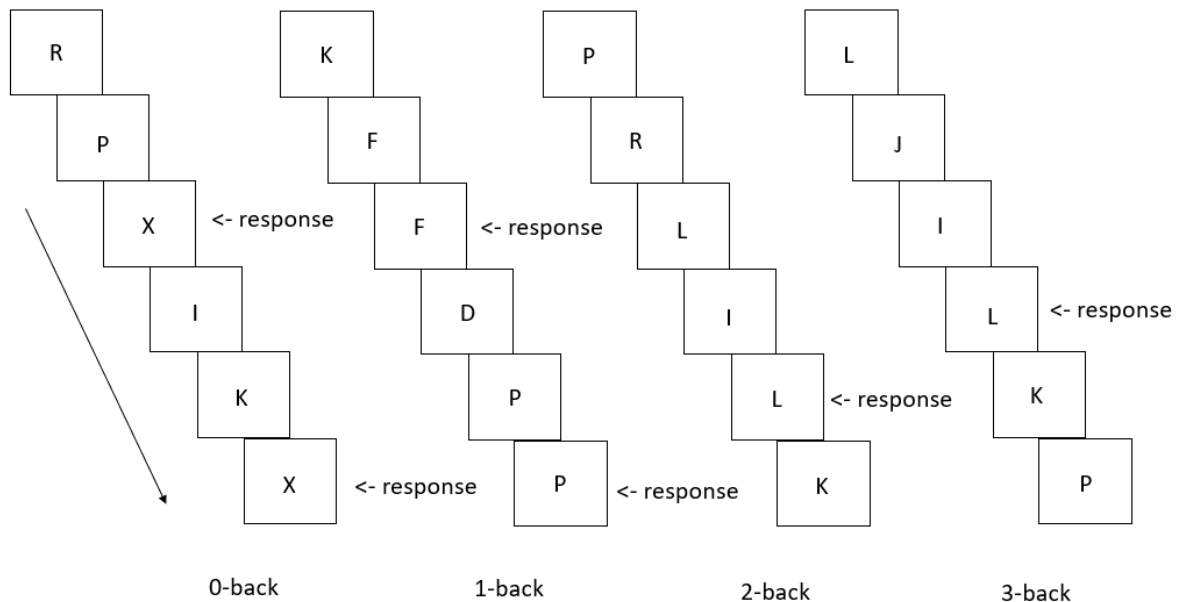 R
P
X <- response
I
K
X <- response
0-back
K
F
F <- response
D
P
P <- response
1-back
P
R
L
I
L <- response
K
2-back
L
J
I
L <- response
K
P
3-back